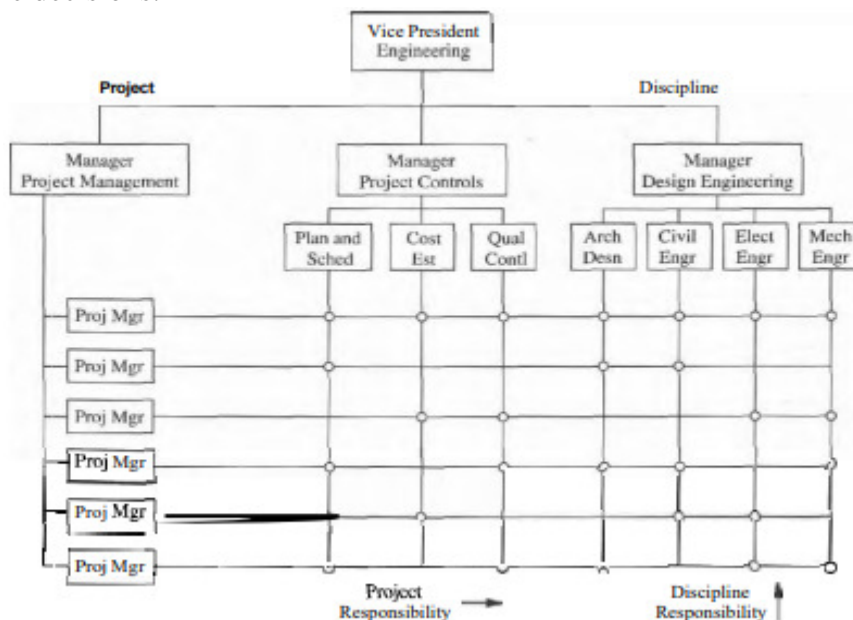 Vice President
Engineering
Project
Discipline
Manager
Project Management
Manager
Project Controls
Manager
Design Engineering
Plan and
Sched
Cost
Est
Qual
Contl
Arch
Desn
Civil
Engr
Elect
Engr
Mech
Engr
Proj Mgr
Proj Mgr
Proj Mgr
Proj Mgr
Proj Mgr
Proj Mgr
Project
Responsibility
Discipline
Responsibility